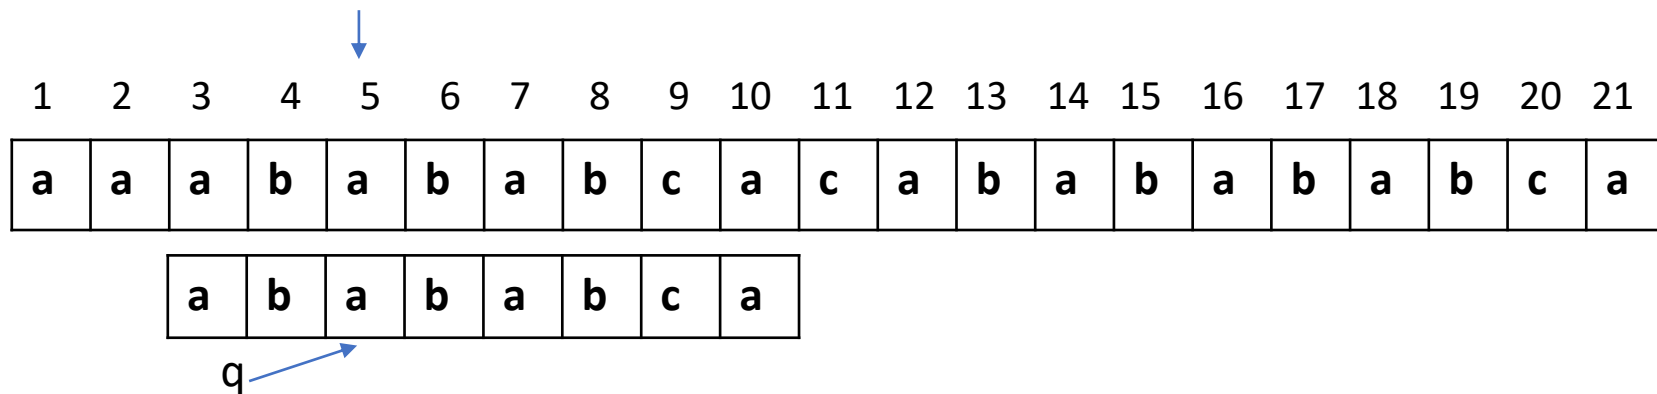 1 2 3 4 5 6 7 8 9 10 11 12 13 14 15 16 17 18 19 20 21
a a a b a b a b c a c a b a b a b a b c a
a b a b a b c a
q